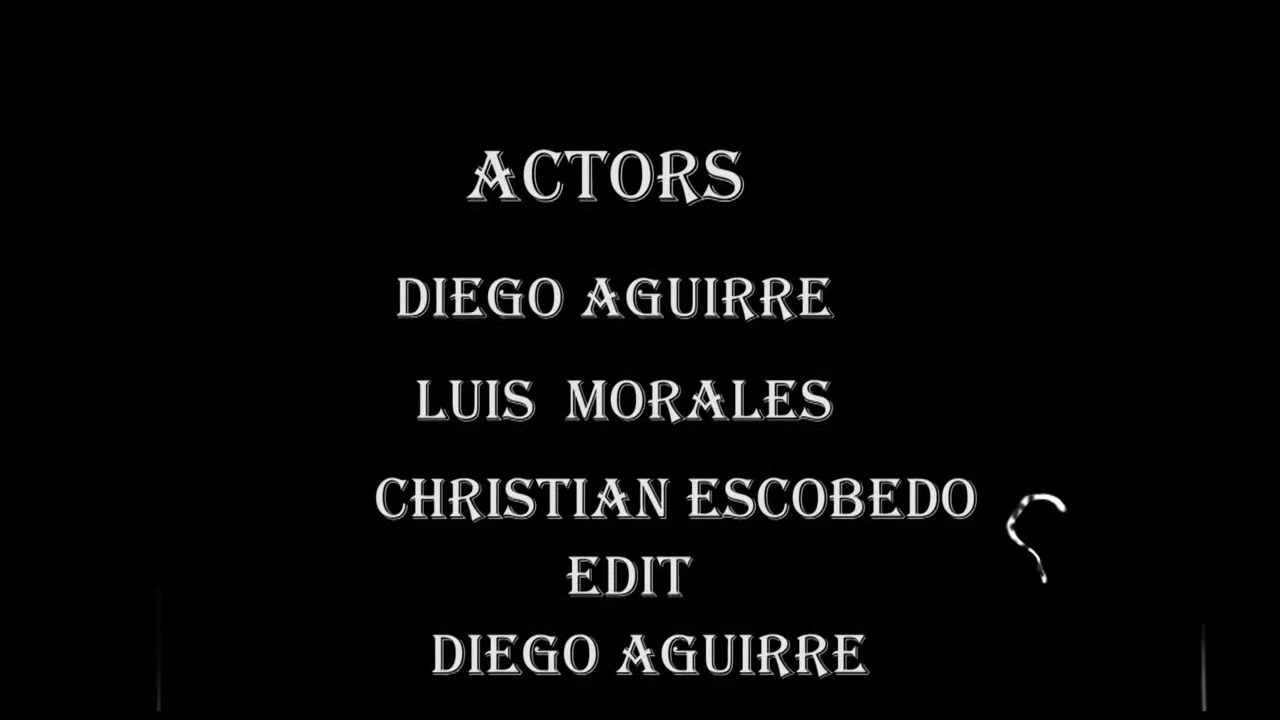 ACTORS
DIEGO AGUIRRE
LUIS MORALES
CHRISTIAN ESCOBEDO
EDIT
DIEGO AGUIRRE